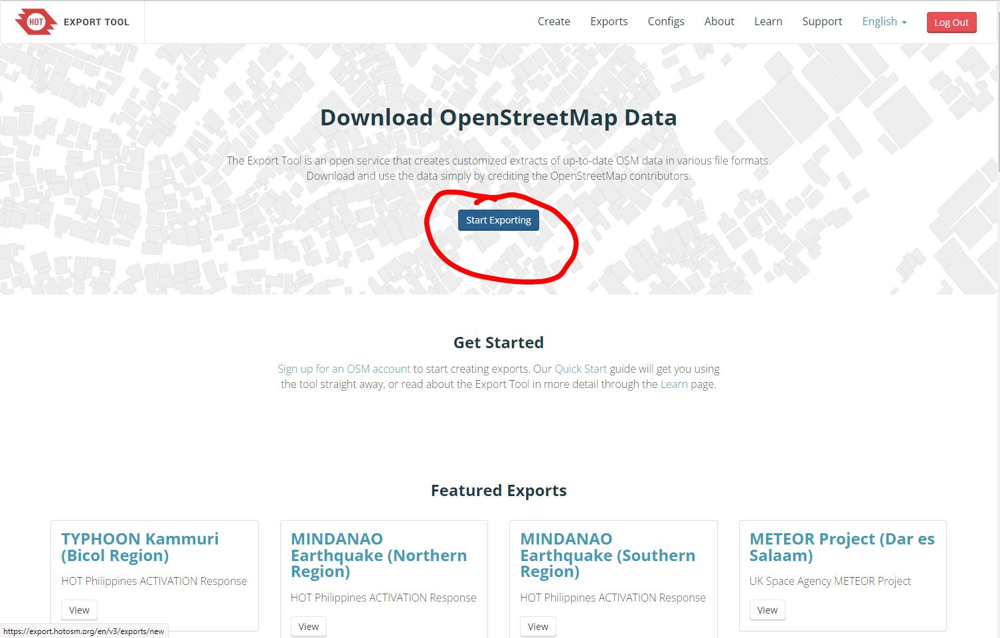 HOT EXPORT TOOL
Create Exports Configs About Learn Support English Log Out
Download OpenStreetMap Data
The Export Tool is an open service that creates customized extracts of up-to-date OSM data in various file formats.
Download and use the data simply by crediting the OpenStreetMap contributors.
Start Exporting
Get Started
Sign up for an OSM account to start creating exports. Our Quick Start guide will get you using
the tool straight away, or read about the Export Tool in more detail through the Learn page.
Featured Exports
TYPHOON Kammuri
(Bicol Region)
HOT Philippines ACTIVATION Response
View
MINDANAO
Earthquake (Northern
Region)
HOT Philippines ACTIVATION Response
View
MINDANAO
Earthquake (Southern
Region)
HOT Philippines ACTIVATION Response
View
METEOR Project (Dar es
Salaam)
UK Space Agency METEOR Project
View
https://export.hotosm.org/en/v3/exports/new